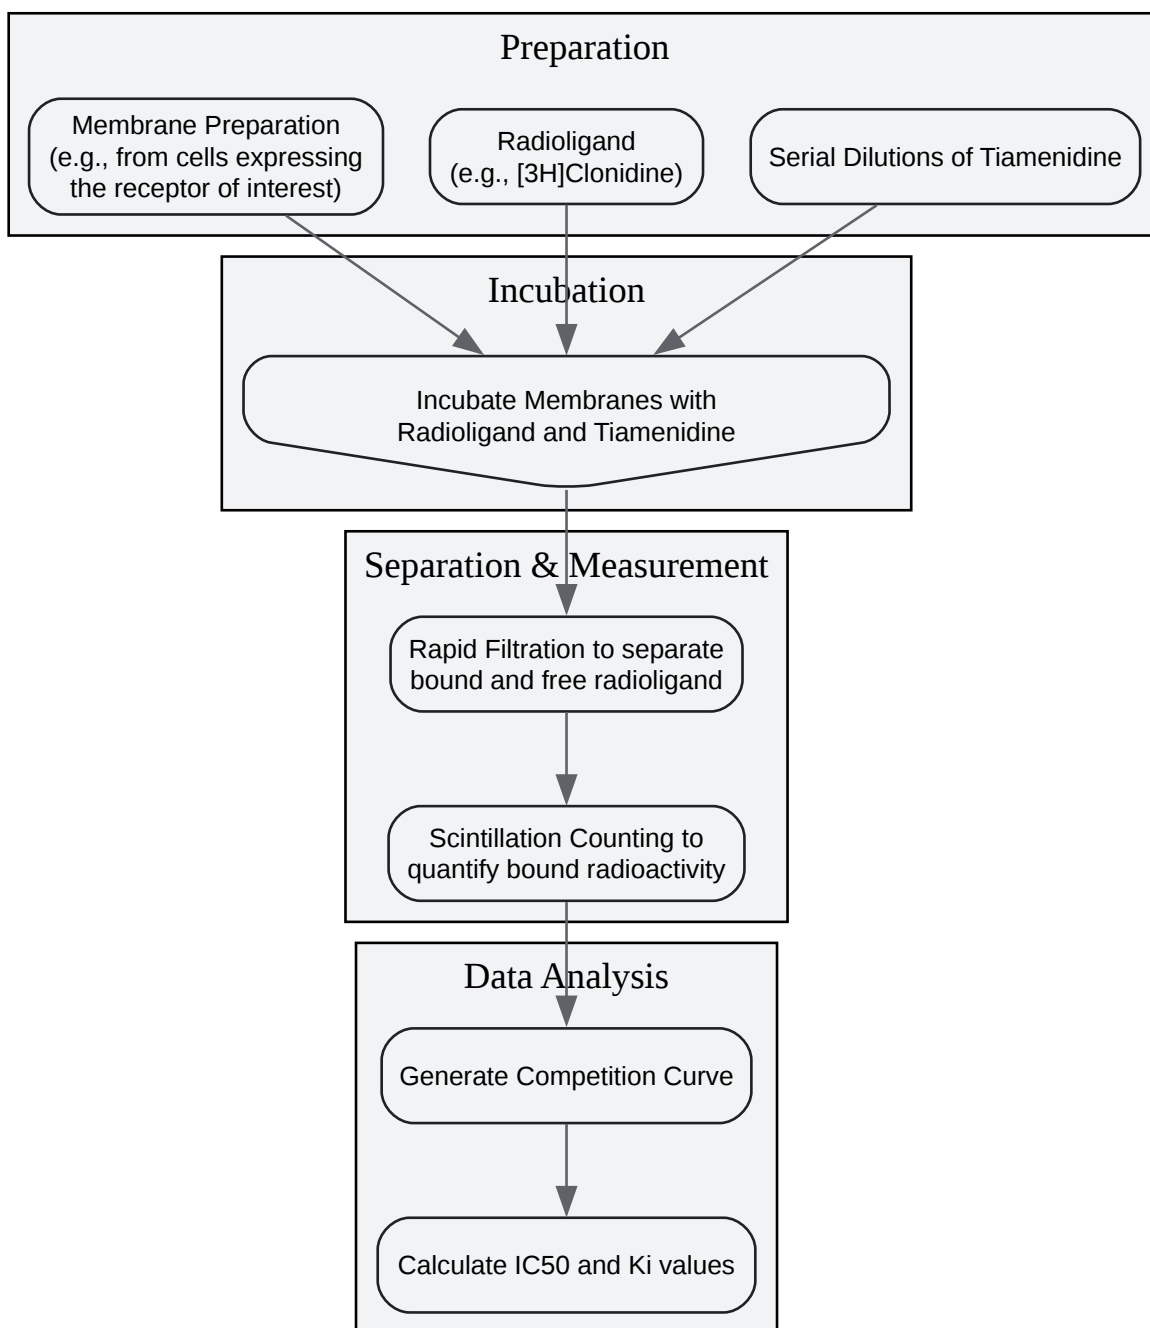 Preparation
Membrane Preparation
(e.g., from cells expressing
the receptor of interest)
Radioligand
(e.g., [3H]Clonidine)
Serial Dilutions of Tiamenidine
Incubation
Incubate Membranes with
Radioligand and Tiamenidine
Separation & Measurement
Rapid Filtration to separate
bound and free radioligand
Scintillation Counting to
quantify bound radioactivity
Data Analysis
Generate Competition Curve
Calculate IC50 and Ki values